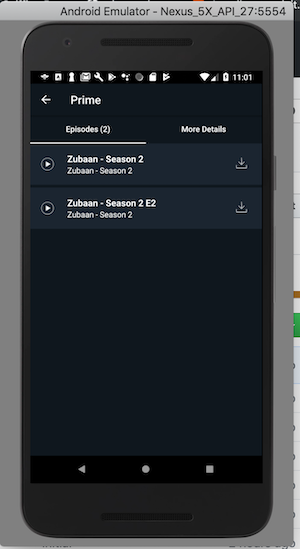 Android Emulator - Nexus_5X_API_27:5554
11:01
Prime
Episodes (2)
More Details
Zubaan - Season 2
Zubaan - Season 2
Zubaan - Season 2 E2
Zubaan - Season 2